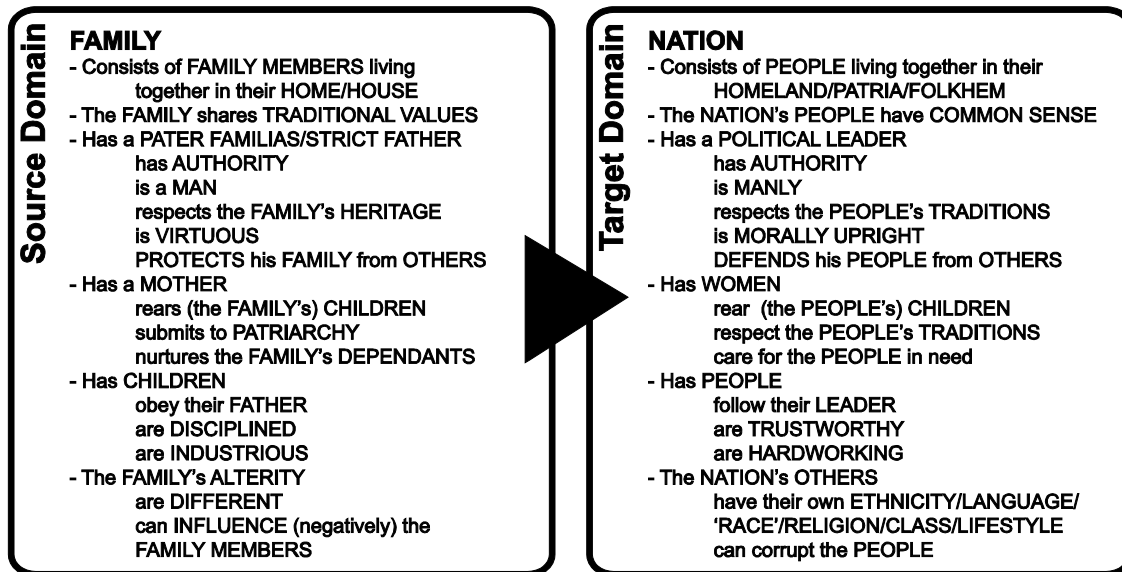 Source Domain
FAMILY
- Consists of FAMILY MEMBERS living
together in their HOME/HOUSE
- The FAMILY shares TRADITIONAL VALUES
- Has a PATER FAMILIAS/STRICT FATHER
has AUTHORITY
is a MAN
respects the FAMILY's HERITAGE
is VIRTUOUS
PROTECTS his FAMILY from OTHERS
- Has a MOTHER
rears (the FAMILY's) CHILDREN
submits to PATRIARCHY
nurtures the FAMILY's DEPENDANTS
- Has CHILDREN
obey their FATHER
are DISCIPLINED
are INDUSTRIOUS
- The FAMILY's ALTERITY
are DIFFERENT
can INFLUENCE (negatively) the
FAMILY MEMBERS
Target Domain
NATION
- Consists of PEOPLE living together in their
HOMELAND/PATRIA/FOLKHEM
- The NATION's PEOPLE have COMMON SENSE
- Has a POLITICAL LEADER
has AUTHORITY
is MANLY
respects the PEOPLE's TRADITIONS
is MORALLY UPRIGHT
DEFENDS his PEOPLE from OTHERS
- Has WOMEN
rear (the PEOPLE's) CHILDREN
respect the PEOPLE's TRADITIONS
care for the PEOPLE in need
- Has PEOPLE
follow their LEADER
are TRUSTWORTHY
are HARDWORKING
- The NATION's OTHERS
have their own ETHNICITY/LANGUAGE/
'RACE'/RELIGION/CLASS/LIFESTYLE
can corrupt the PEOPLE